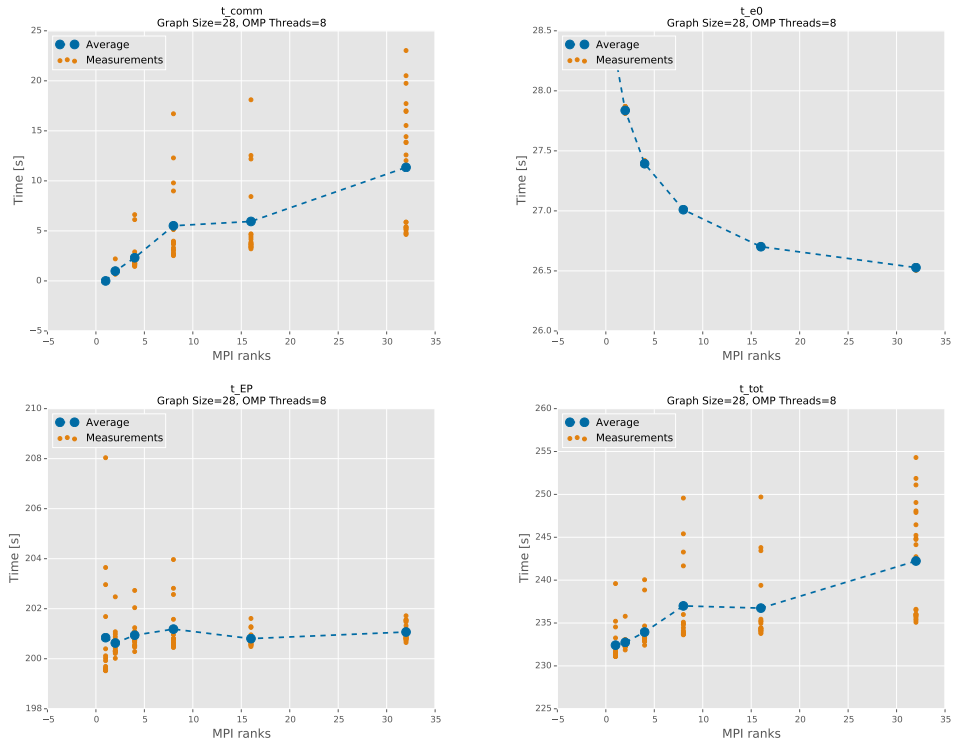 t_comm
Graph Size=28, OMP Threads=8
25
20
15
10
5
0
−5
Time [s]
Average
Measurements
−5 0 5 10 15 20 25 30 35
MPI ranks
t_e0
Graph Size=28, OMP Threads=8
28.5
28.0
27.5
27.0
26.5
26.0
Time [s]
Average
Measurements
−5 0 5 10 15 20 25 30 35
MPI ranks
t_EP
Graph Size=28, OMP Threads=8
210
208
206
204
202
200
198
Time [s]
Average
Measurements
−5 0 5 10 15 20 25 30 35
MPI ranks
t_tot
Graph Size=28, OMP Threads=8
260
255
250
245
240
235
230
225
Time [s]
Average
Measurements
−5 0 5 10 15 20 25 30 35
MPI ranks